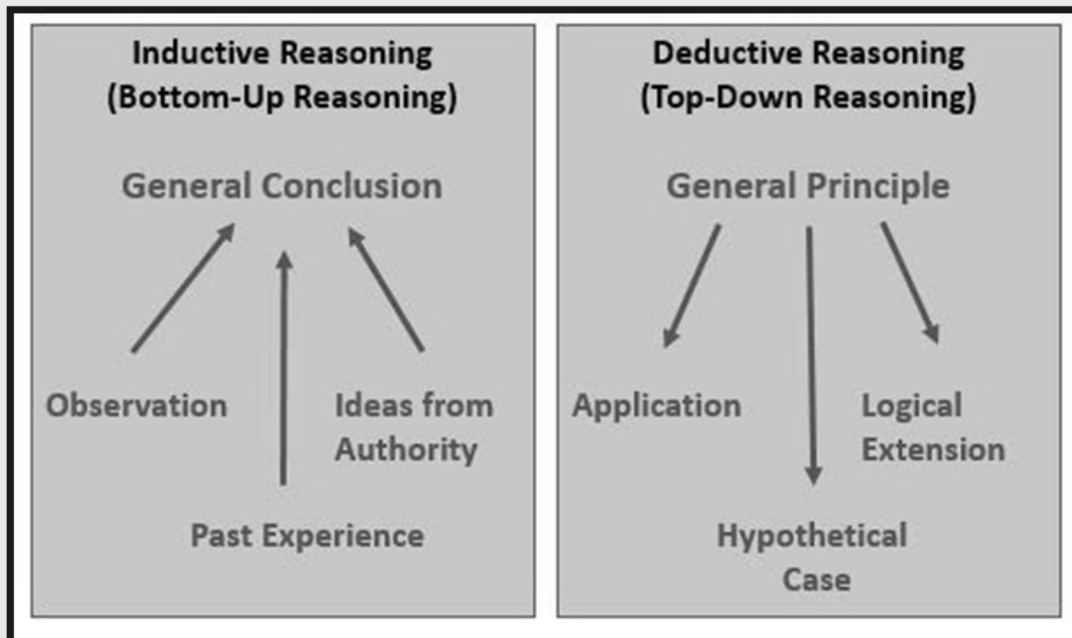 Inductive Reasoning
(Bottom-Up Reasoning)
General Conclusion
Observation
Ideas from
Authority
Past Experience
Deductive Reasoning
(Top-Down Reasoning)
General Principle
Application
Logical
Extension
Hypothetical
Case